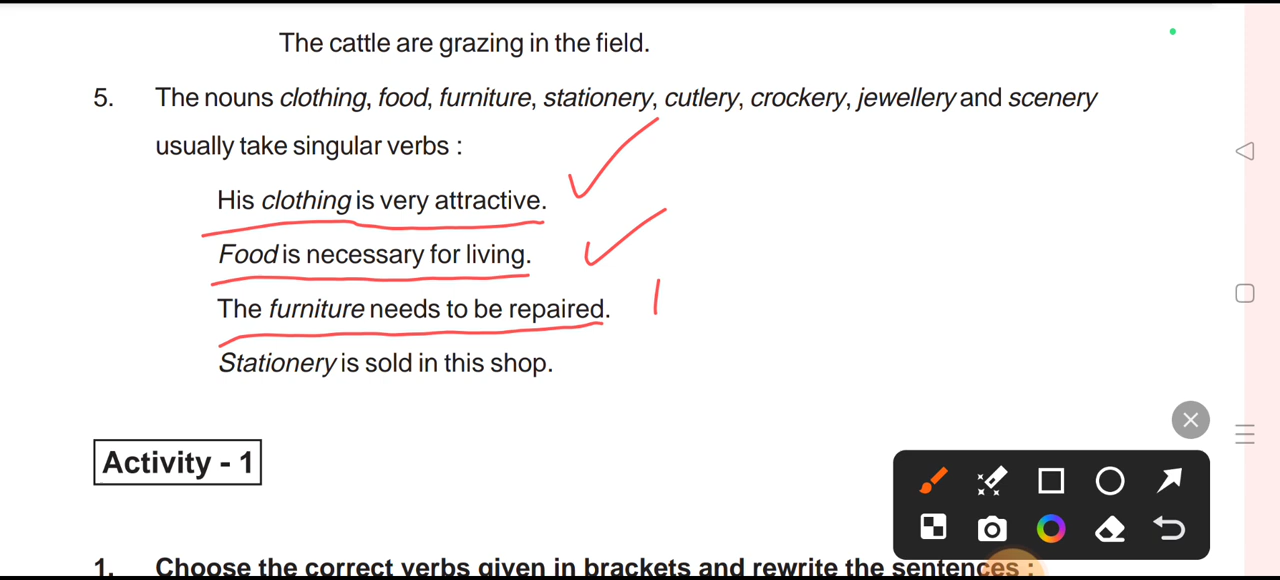 The cattle are grazing in the field.
5. The nouns clothing, food, furniture, stationery, cutlery, crockery, jewellery and scenery
usually take singular verbs :
His clothing is very attractive.
Food is necessary for living.
The furniture needs to be repaired.
Stationery is sold in this shop.
Activity - 1
1. Choose the correct verbs given in brackets and rewrite the sentences :